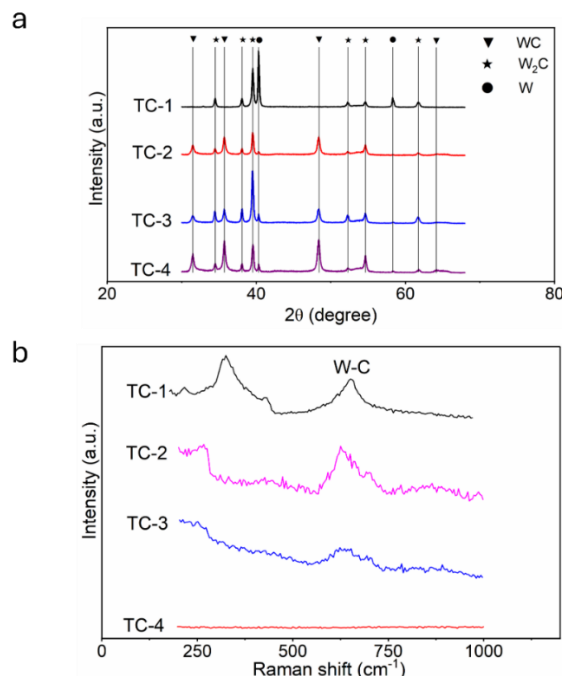 a
▼ ★ ▼ ★ ★ ● ▼ ★ ★ ● ★ ▼
▼ WC
★ W₂C
● W
TC-1
TC-2
TC-3
TC-4
Intensity (a.u.)
20 40 60 80
2θ (degree)
b
W-C
TC-1
TC-2
TC-3
TC-4
Intensity (a.u.)
0 250 500 750 1000
Raman shift (cm⁻¹)